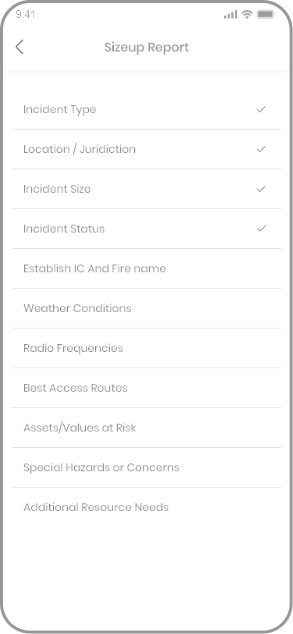 9:41
Sizeup Report
Incident Type
Location / Juridiction
Incident Size
Incident Status
Establish IC And Fire name
Weather Conditions
Radio Frequencies
Best Access Routes
Assets/Values at Risk
Special Hazards or Concerns
Additional Resource Needs